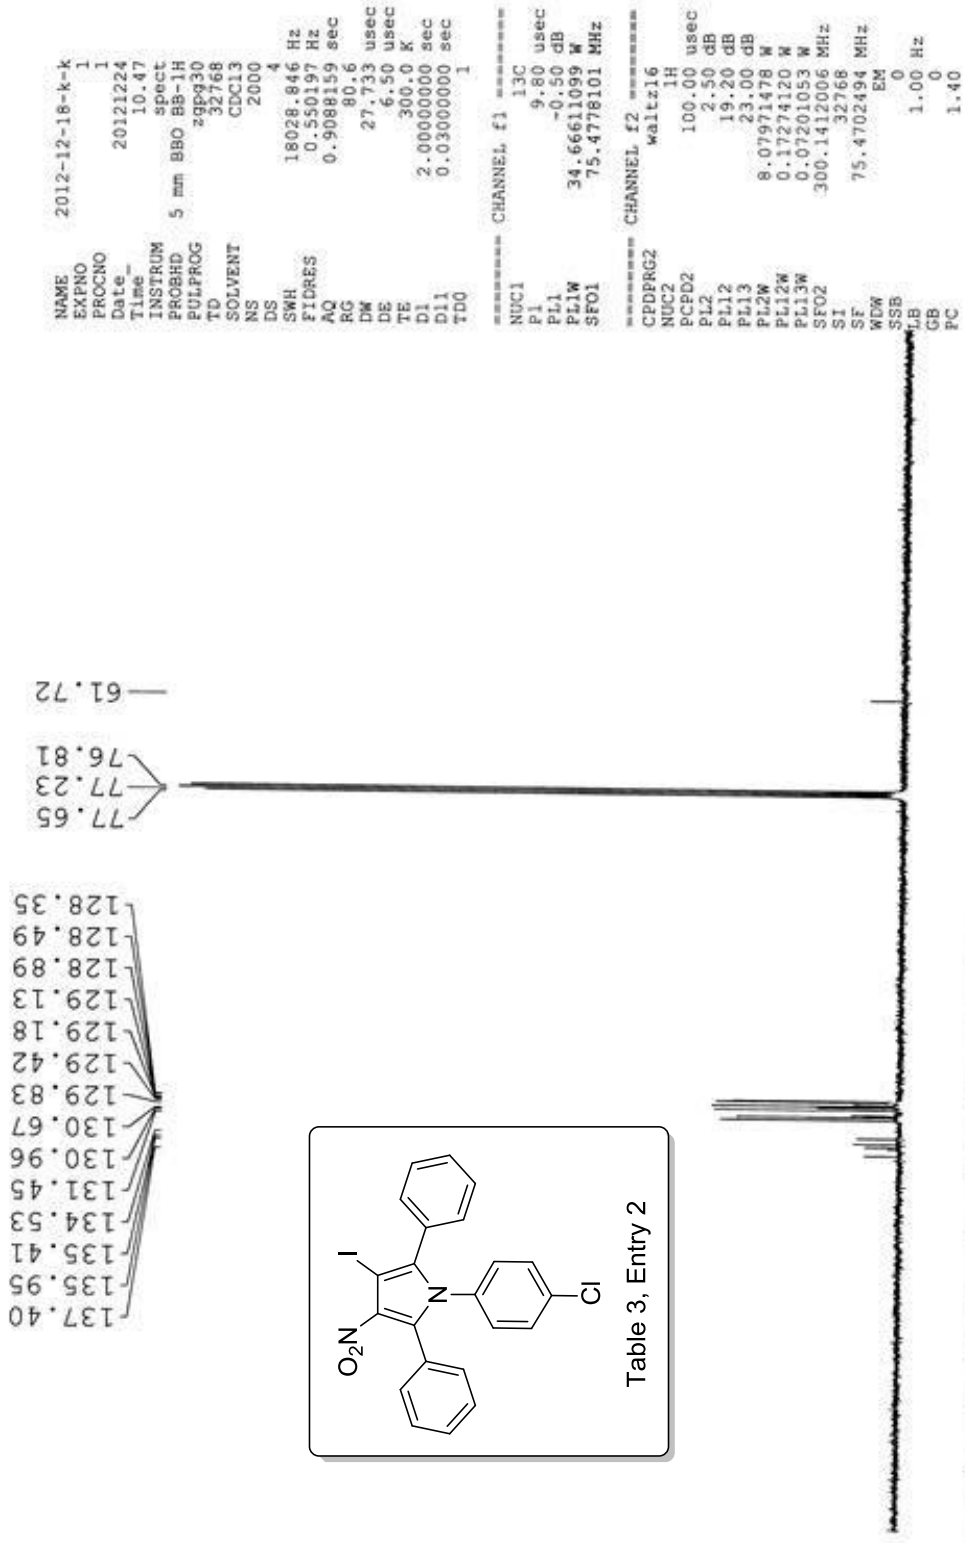 NAME 2012-12-18-k-k
EXPNO 1
PROCNO 1
Date_ 20121224
Time 10.47
INSTRUM spect
PROBHD 5 mm BBO BB-1H
PULPROG zgpg30
TD 32768
SOLVENT CDCl3
NS 2000
DS 4
SWH 18028.846 Hz
FIDRES 0.550197 Hz
AQ 0.9088159 sec
RG 80.6
DW 27.733 usec
DE 6.50 usec
TE 300.0 K
D1 2.00000000 sec
D11 0.03000000 sec
TD0 1
======== CHANNEL f1 ========
NUC1 13C
P1 9.80 usec
PL1 -0.50 dB
PL1W 34.66611099 W
SFO1 75.4778101 MHz
======== CHANNEL f2 ========
CPDPRG2 waltz16
NUC2 1H
PCPD2 100.00 usec
PL2 2.50 dB
PL12 19.20 dB
PL13 23.00 dB
PL2W 8.07971478 W
PL12W 0.17274120 W
PL13W 0.07201053 W
SFO2 300.1412006 MHz
SI 32768
SF 75.4702494 MHz
WDW EM
SSB 0
LB 1.00 Hz
GB 0
PC 1.40
137.40
135.95
135.41
134.53
131.45
130.96
130.67
129.83
129.42
129.18
129.13
128.89
128.49
128.35
77.65
77.23
76.81
61.72
O2N
I
N
Cl
Table 3, Entry 2